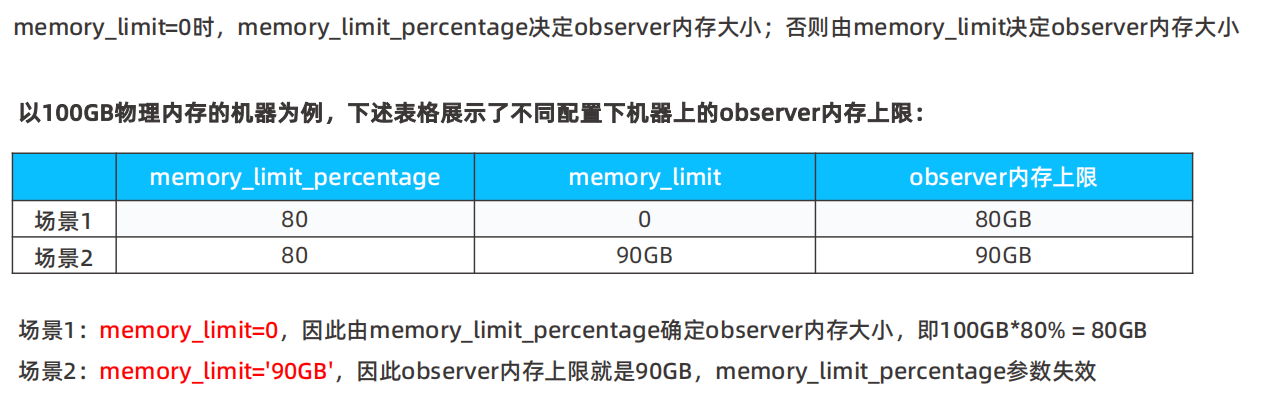 memory_limit=0时，memory_limit_percentage决定observer内存大小；否则由memory_limit决定observer内存大小
以100GB物理内存的机器为例，下述表格展示了不同配置下机器上的observer内存上限：
memory_limit_percentage memory_limit observer内存上限
场景1 80 0 80GB
场景2 80 90GB 90GB
场景1：memory_limit=0，因此由memory_limit_percentage确定observer内存大小，即100GB*80% = 80GB
场景2：memory_limit='90GB'，因此observer内存上限就是90GB，memory_limit_percentage参数失效